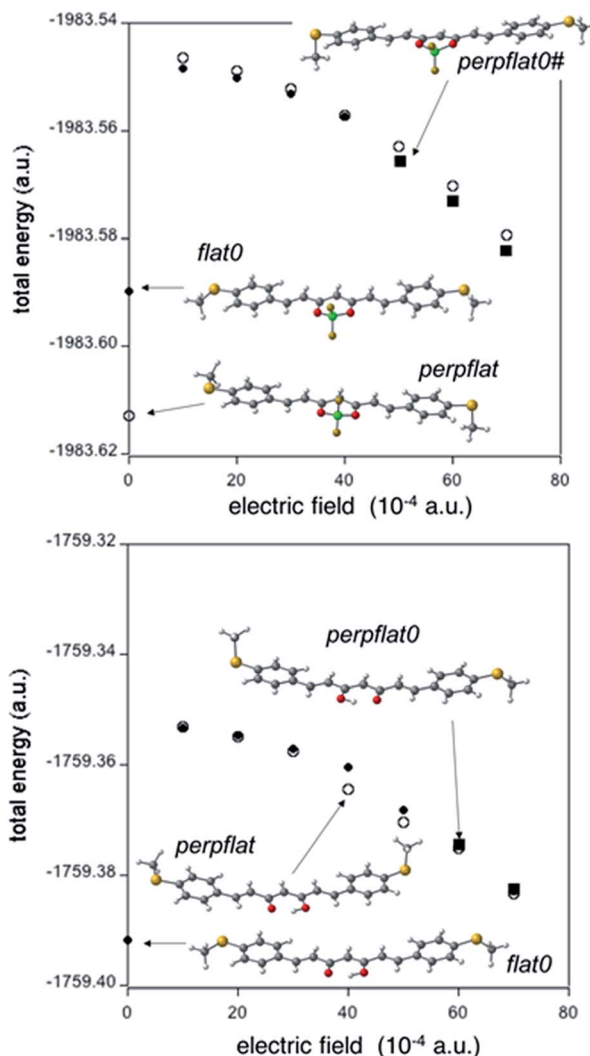 -1983.54
perpflat0#
-1983.56
total energy (a.u.)
-1983.58
flat0
-1983.60
perpflat
-1983.62
0 20 40 60 80
electric field (10⁻⁴ a.u.)
-1759.32
perpflat0
-1759.34
total energy (a.u.)
-1759.36
perpflat
-1759.38
flat0
-1759.40
0 20 40 60 80
electric field (10⁻⁴ a.u.)